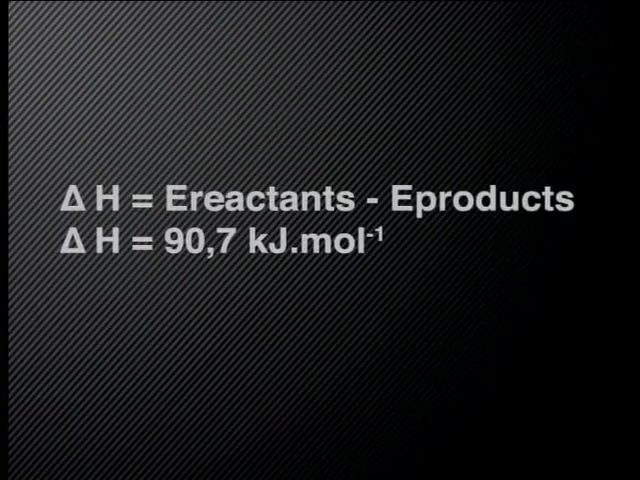 Δ H = Ereactants - Eproducts
Δ H = 90,7 kJ.mol⁻¹